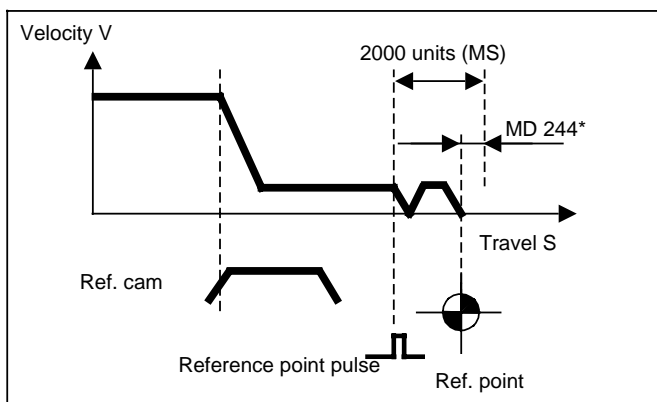 Velocity V
2000 units (MS)
MD 244*
Travel S
Ref. cam
Reference point pulse
Ref. point